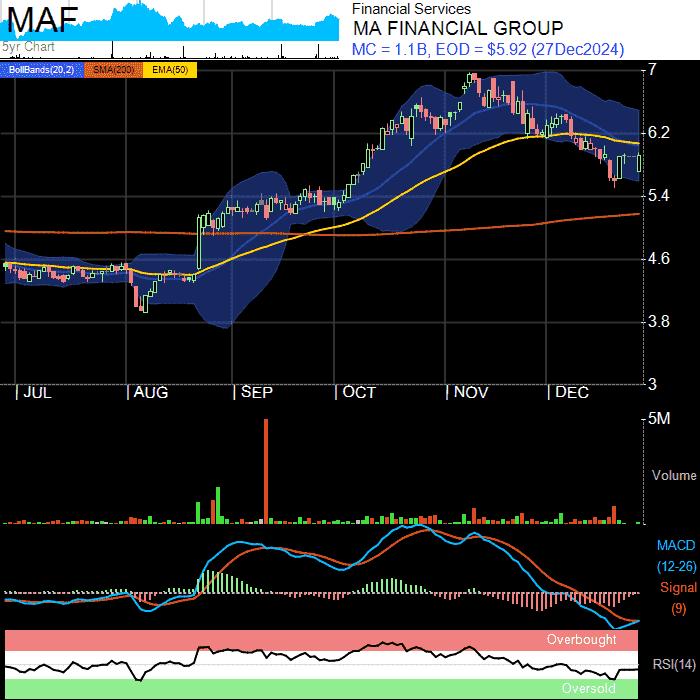 MAF
5yr Chart
Financial Services
MA FINANCIAL GROUP
MC = 1.1B, EOD = $5.92 (27Dec2024)
BollBands(20,2) SMA(200) EMA(50)
7
6.2
5.4
4.6
3.8
3
JUL AUG SEP OCT NOV DEC
5M
Volume
MACD
(12-26)
Signal
(9)
Overbought
RSI(14)
Oversold